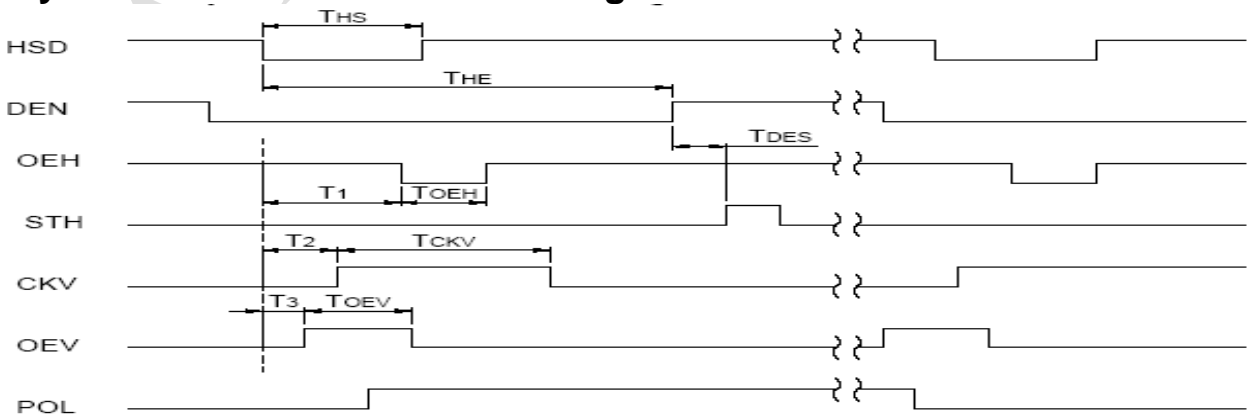 THS
HSD
THE
DEN
TDES
OEH
T1 TOEH
STH
T2 TCKV
CKV
T3 TOEV
OEV
POL